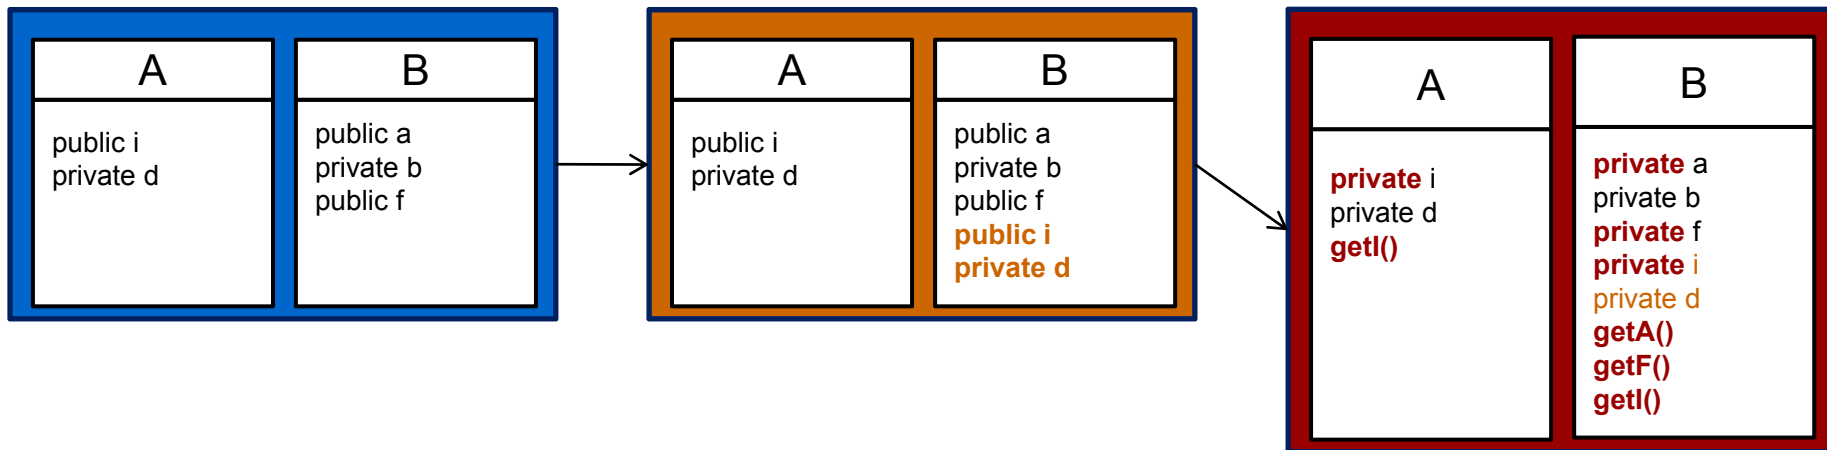 A
public i
private d
B
public a
private b
public f
A
public i
private d
B
public a
private b
public f
public i
private d
A
private i
private d
getI()
B
private a
private b
private f
private i
private d
getA()
getF()
getI()